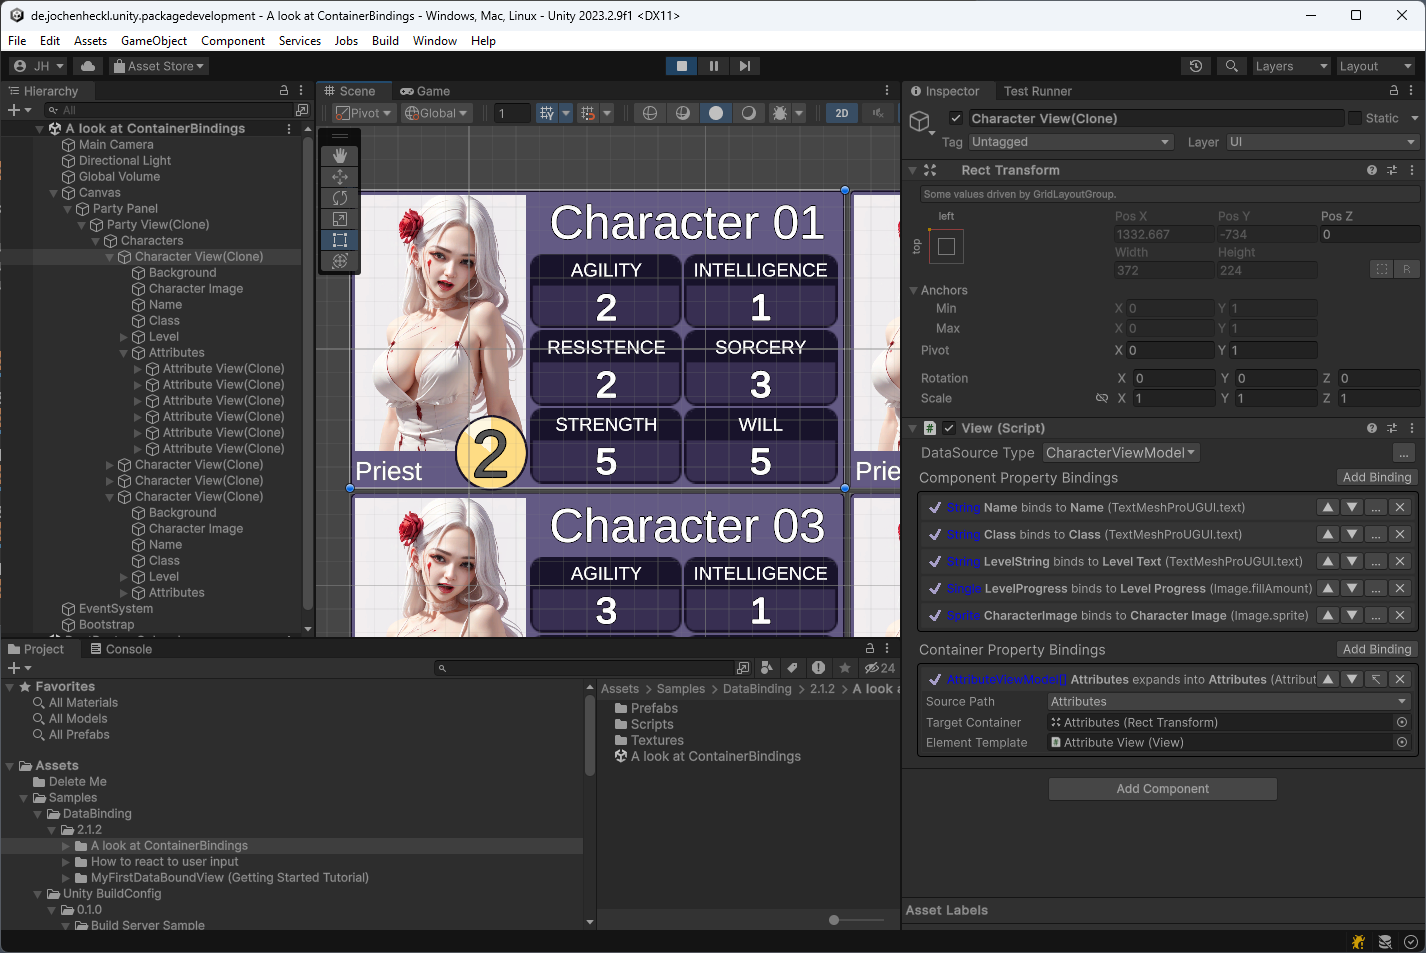 de.jochenheckl.unity.packagedevelopment - A look at ContainerBindings - Windows, Mac, Linux - Unity 2023.2.9f1 <DX11>
File Edit Assets GameObject Component Services Jobs Build Window Help
JH Asset Store Layers Layout
Hierarchy
All
A look at ContainerBindings
Main Camera
Directional Light
Global Volume
Canvas
Party Panel
Party View(Clone)
Characters
Character View(Clone)
Background
Character Image
Name
Class
Level
Attributes
Attribute View(Clone)
Attribute View(Clone)
Attribute View(Clone)
Attribute View(Clone)
Attribute View(Clone)
Attribute View(Clone)
Character View(Clone)
Character View(Clone)
Character View(Clone)
Background
Character Image
Name
Class
Level
Attributes
EventSystem
Bootstrap
Scene Game
Pivot Global 1 2D
Character 01
AGILITY INTELLIGENCE
2 1
RESISTENCE SORCERY
2 3
STRENGTH WILL
5 5
Priest 2 Prie
Character 03
AGILITY INTELLIGENCE
3 1
Inspector Test Runner
Character View(Clone) Static
Tag Untagged Layer UI
Rect Transform
Some values driven by GridLayoutGroup.
left Pos X Pos Y Pos Z
top 1332.667 -734 0
Width Height
372 224 R
Anchors
Min X 0 Y 1
Max X 0 Y 1
Pivot X 0 Y 1
Rotation X 0 Y 0 Z 0
Scale X 1 Y 1 Z 1
# View (Script)
DataSource Type CharacterViewModel ...
Component Property Bindings Add Binding
String Name binds to Name (TextMeshProUGUI.text) ...
String Class binds to Class (TextMeshProUGUI.text) ...
String LevelString binds to Level Text (TextMeshProUGUI.text) ...
Single LevelProgress binds to Level Progress (Image.fillAmount) ...
Sprite CharacterImage binds to Character Image (Image.sprite) ...
Container Property Bindings Add Binding
AttributeViewModel[] Attributes expands into Attributes (Attribut
Source Path Attributes
Target Container Attributes (Rect Transform)
Element Template # Attribute View (View)
Add Component
Asset Labels
Project Console
24
Favorites
All Materials
All Models
All Prefabs
Assets
Delete Me
Samples
DataBinding
2.1.2
A look at ContainerBindings
How to react to user input
MyFirstDataBoundView (Getting Started Tutorial)
Unity BuildConfig
0.1.0
Build Server Sample
Assets > Samples > DataBinding > 2.1.2 > A look a
Prefabs
Scripts
Textures
A look at ContainerBindings